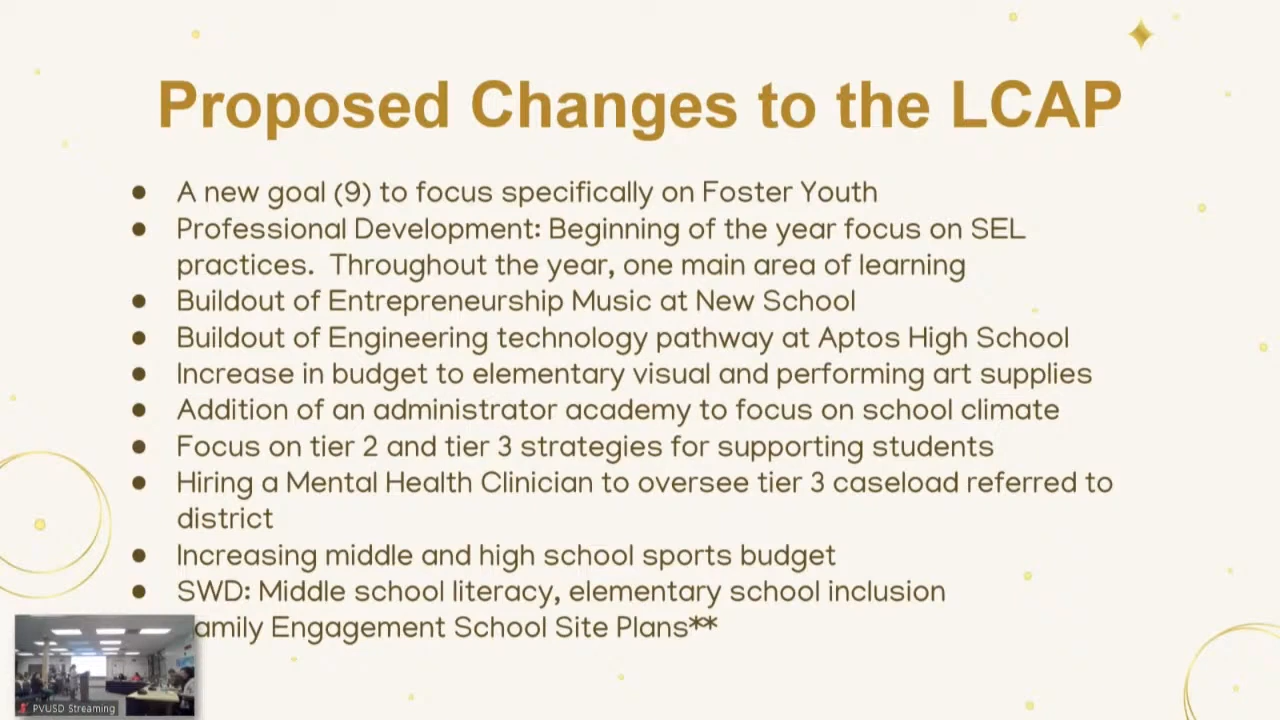 Proposed Changes to the LCAP
● A new goal (9) to focus specifically on Foster Youth
● Professional Development: Beginning of the year focus on SEL
practices.  Throughout the year, one main area of learning
● Buildout of Entrepreneurship Music at New School
● Buildout of Engineering technology pathway at Aptos High School
● Increase in budget to elementary visual and performing art supplies
● Addition of an administrator academy to focus on school climate
● Focus on tier 2 and tier 3 strategies for supporting students
● Hiring a Mental Health Clinician to oversee tier 3 caseload referred to
district
● Increasing middle and high school sports budget
● SWD: Middle school literacy, elementary school inclusion
amily Engagement School Site Plans**
PVUSD Streaming